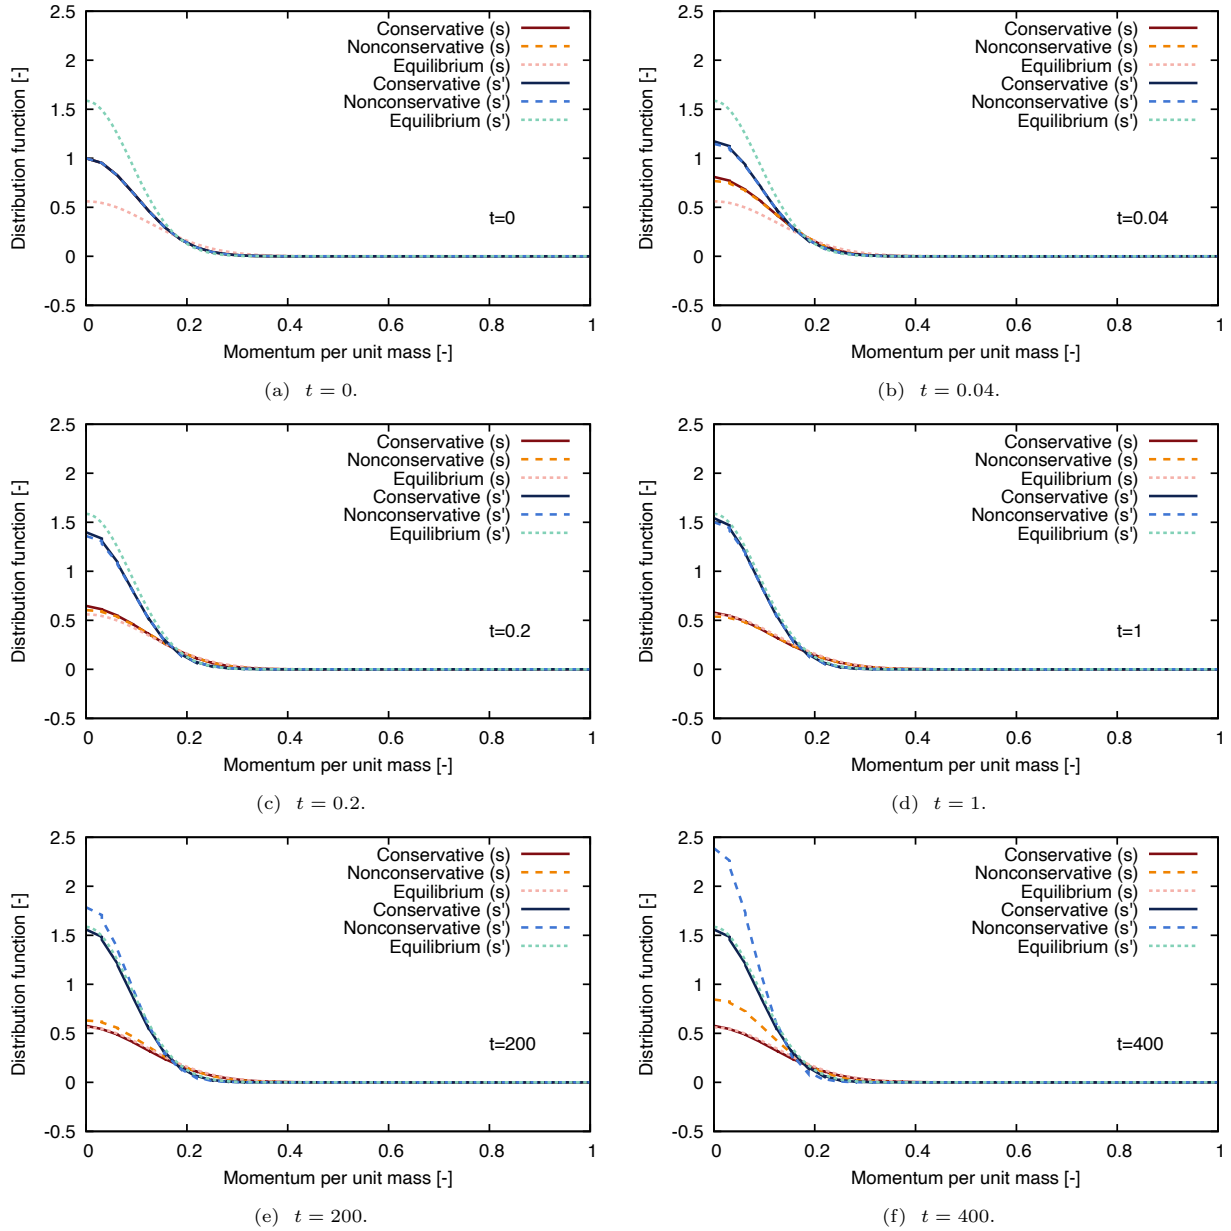 2.5
2
1.5
1
0.5
0
-0.5
Distribution function [-]
Conservative (s)
Nonconservative (s)
Equilibrium (s)
Conservative (s')
Nonconservative (s')
Equilibrium (s')
t=0
0 0.2 0.4 0.6 0.8 1
Momentum per unit mass [-]
(a) t = 0.
2.5
2
1.5
1
0.5
0
-0.5
Distribution function [-]
Conservative (s)
Nonconservative (s)
Equilibrium (s)
Conservative (s')
Nonconservative (s')
Equilibrium (s')
t=0.04
0 0.2 0.4 0.6 0.8 1
Momentum per unit mass [-]
(b) t = 0.04.
2.5
2
1.5
1
0.5
0
-0.5
Distribution function [-]
Conservative (s)
Nonconservative (s)
Equilibrium (s)
Conservative (s')
Nonconservative (s')
Equilibrium (s')
t=0.2
0 0.2 0.4 0.6 0.8 1
Momentum per unit mass [-]
(c) t = 0.2.
2.5
2
1.5
1
0.5
0
-0.5
Distribution function [-]
Conservative (s)
Nonconservative (s)
Equilibrium (s)
Conservative (s')
Nonconservative (s')
Equilibrium (s')
t=1
0 0.2 0.4 0.6 0.8 1
Momentum per unit mass [-]
(d) t = 1.
2.5
2
1.5
1
0.5
0
-0.5
Distribution function [-]
Conservative (s)
Nonconservative (s)
Equilibrium (s)
Conservative (s')
Nonconservative (s')
Equilibrium (s')
t=200
0 0.2 0.4 0.6 0.8 1
Momentum per unit mass [-]
(e) t = 200.
2.5
2
1.5
1
0.5
0
-0.5
Distribution function [-]
Conservative (s)
Nonconservative (s)
Equilibrium (s)
Conservative (s')
Nonconservative (s')
Equilibrium (s')
t=400
0 0.2 0.4 0.6 0.8 1
Momentum per unit mass [-]
(f) t = 400.